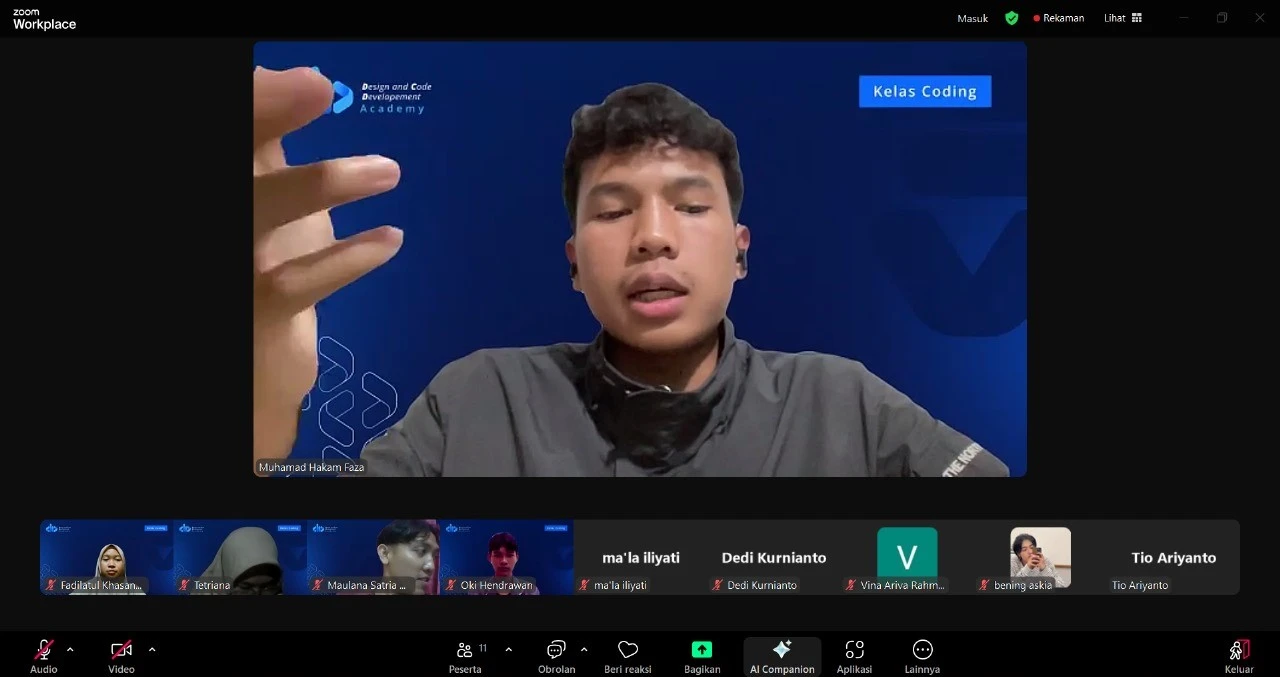 zoom
Workplace
Masuk
Rekaman
Lihat
Design and Code
Developement
Academy
Kelas Coding
THE NORTH
Muhamad Hakam Faza
Fadilatul Khasan...
Tetriana
Maulana Satria ...
Oki Hendrawan
ma'la iliyati
ma'la iliyati
Dedi Kurnianto
Dedi Kurnianto
V
Vina Ariva Rahm...
bening askia
Tio Ariyanto
Tio Ariyanto
Audio
Video
Peserta
11
Obrolan
Beri reaksi
Bagikan
AI Companion
Aplikasi
Lainnya
Keluar